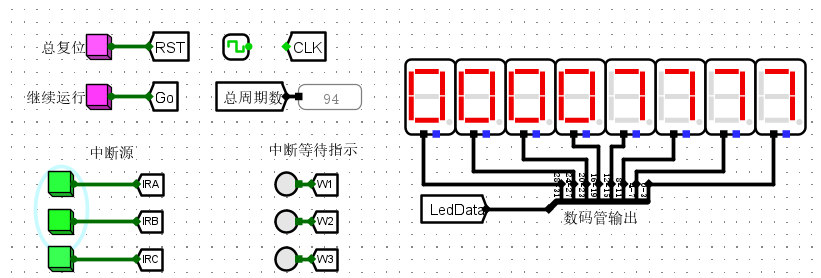 总复位 RST CLK
继续运行 Go 总周期数 94
00007777
中断源 中断等待指示
IRA W1
IRB W2
IRC W3
LedData
数码管输出